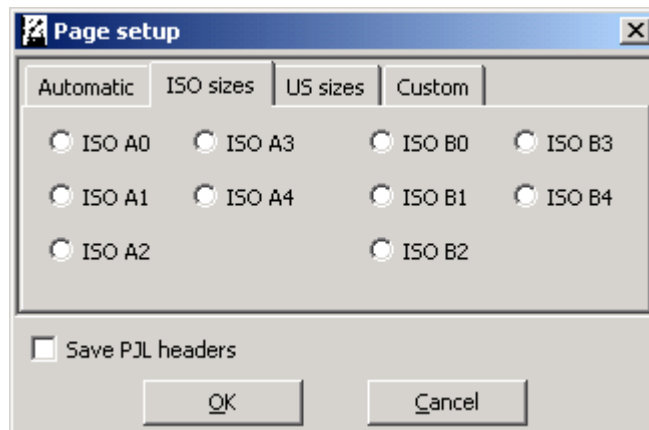 Page setup
Automatic ISO sizes US sizes Custom
ISO A0 ISO A3 ISO B0 ISO B3
ISO A1 ISO A4 ISO B1 ISO B4
ISO A2 ISO B2
Save PJL headers
OK Cancel